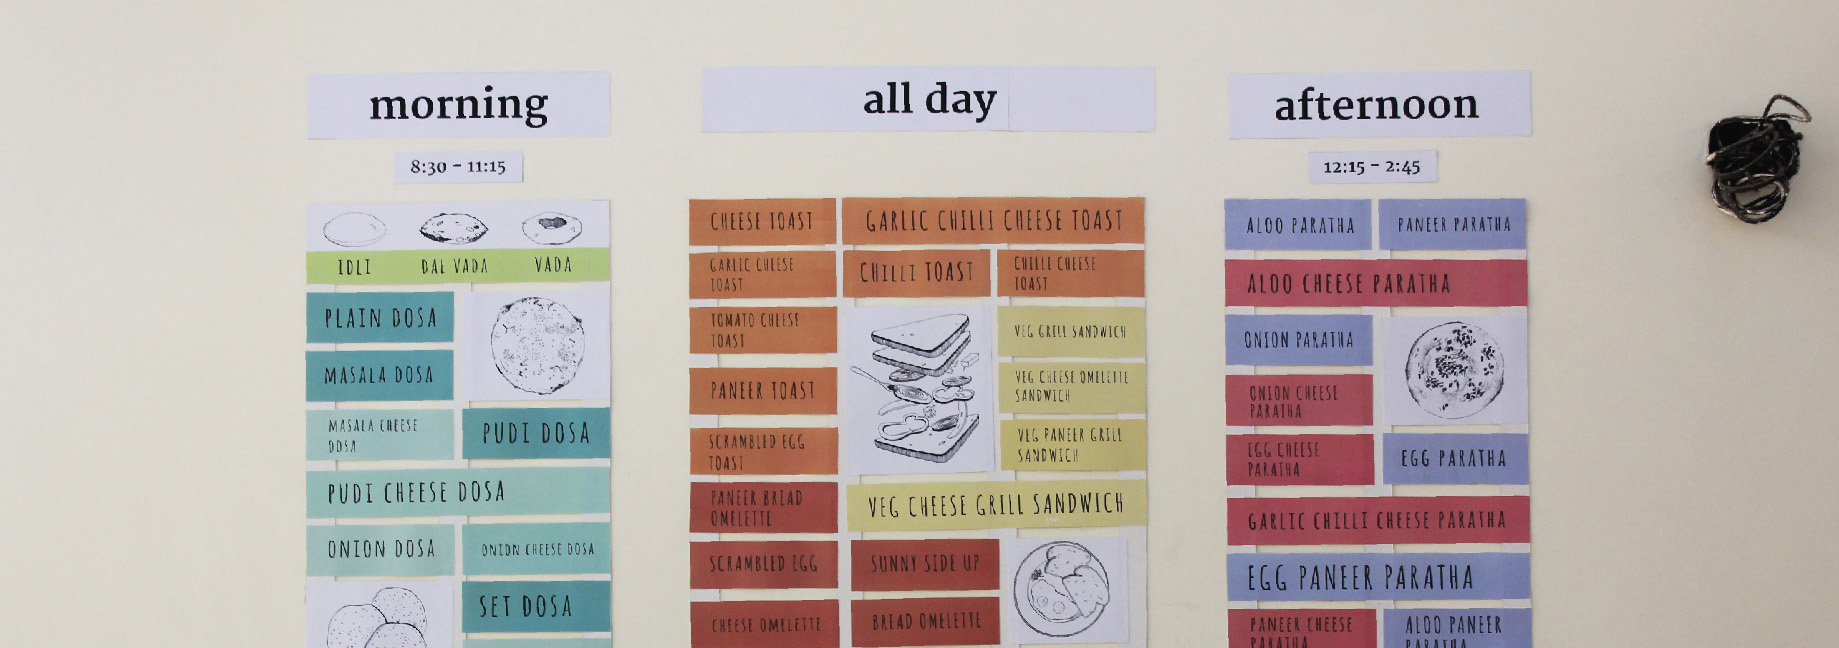 morning
8:30 - 11:15
IDLI DAL VADA VADA
PLAIN DOSA
MASALA DOSA
MASALA CHEESE
DOSA
PUDI DOSA
PUDI CHEESE DOSA
ONION DOSA
ONION CHEESE DOSA
SET DOSA
all day
CHEESE TOAST
GARLIC CHILLI CHEESE TOAST
GARLIC CHEESE
TOAST
CHILLI TOAST
CHILLI CHEESE
TOAST
TOMATO CHEESE
TOAST
VEG GRILL SANDWICH
PANEER TOAST
VEG CHEESE OMELETTE
SANDWICH
SCRAMBLED EGG
TOAST
VEG PANEER GRILL
SANDWICH
PANEER BREAD
OMELETTE
VEG CHEESE GRILL SANDWICH
SCRAMBLED EGG
SUNNY SIDE UP
CHEESE OMELETTE
BREAD OMELETTE
afternoon
12:15 - 2:45
ALOO PARATHA
PANEER PARATHA
ALOO CHEESE PARATHA
ONION PARATHA
ONION CHEESE
PARATHA
EGG CHEESE
PARATHA
EGG PARATHA
GARLIC CHILLI CHEESE PARATHA
EGG PANEER PARATHA
PANEER CHEESE
PARATHA
ALOO PANEER
PARATHA